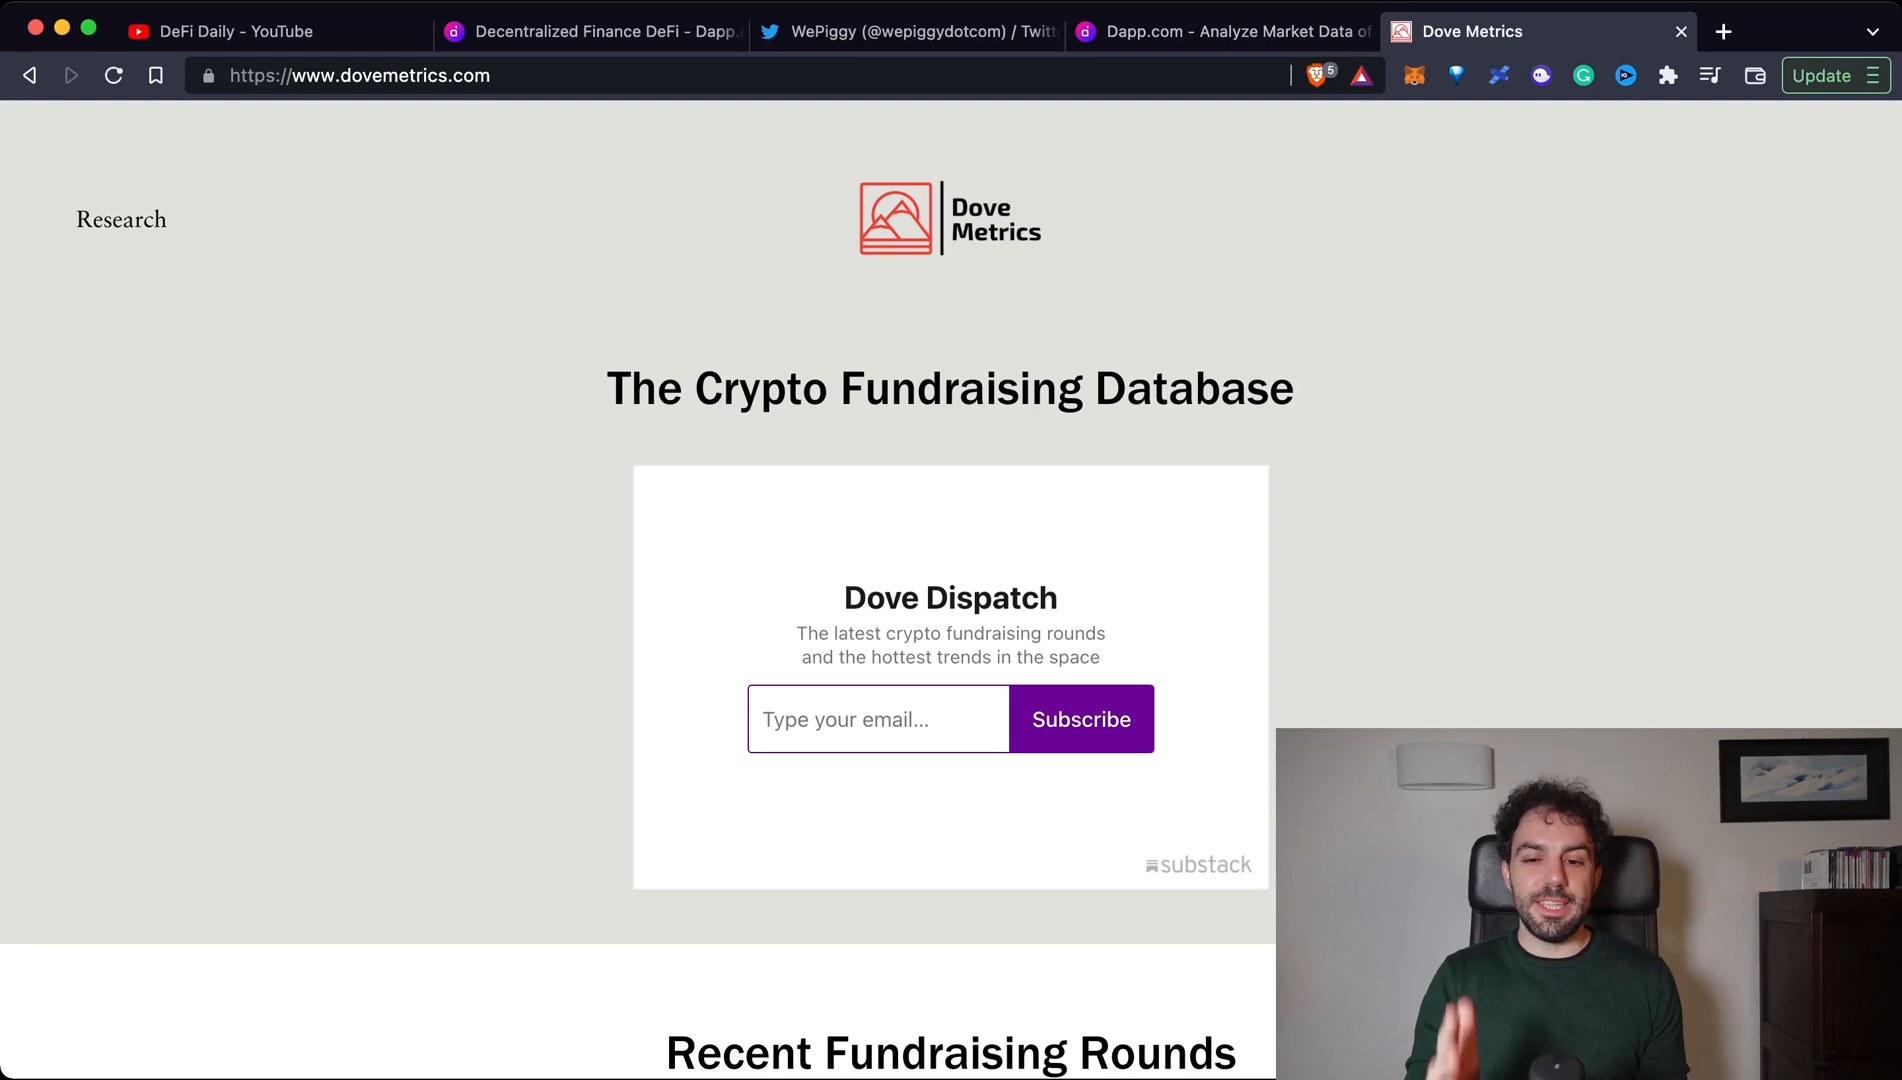 DeFi Daily - YouTube
Decentralized Finance DeFi - Dapp.
WePiggy (@wepiggydotcom) / Twitt
Dapp.com - Analyze Market Data of
Dove Metrics
https://www.dovemetrics.com
5
Update
Research
Dove
Metrics
The Crypto Fundraising Database
Dove Dispatch
The latest crypto fundraising rounds
and the hottest trends in the space
Type your email...
Subscribe
substack
Recent Fundraising Rounds